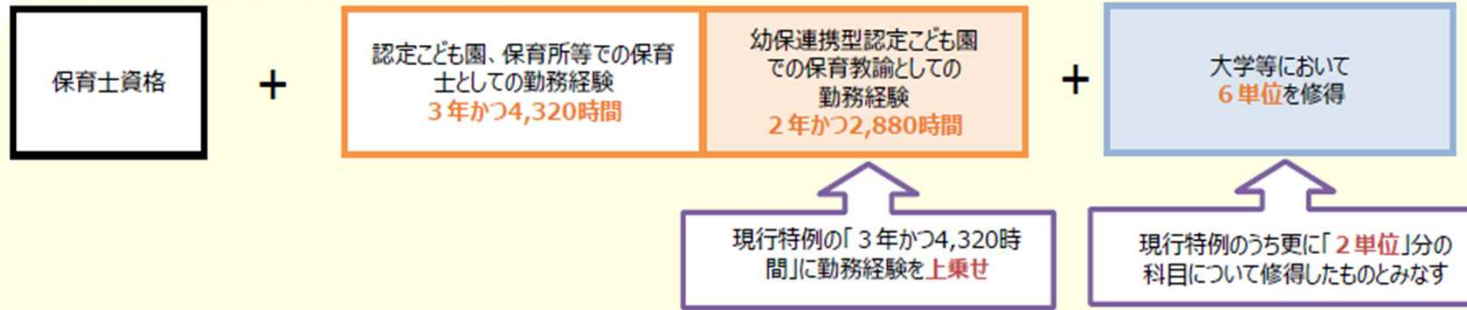 保育士資格
+
認定こども園、保育所等での保育
士としての勤務経験
３年かつ4,320時間
幼保連携型認定こども園
での保育教諭としての
勤務経験
２年かつ2,880時間
+
大学等において
６単位を修得
現行特例の「３年かつ4,320時
間」に勤務経験を上乗せ
現行特例のうち更に「２単位」分の
科目について修得したものとみなす